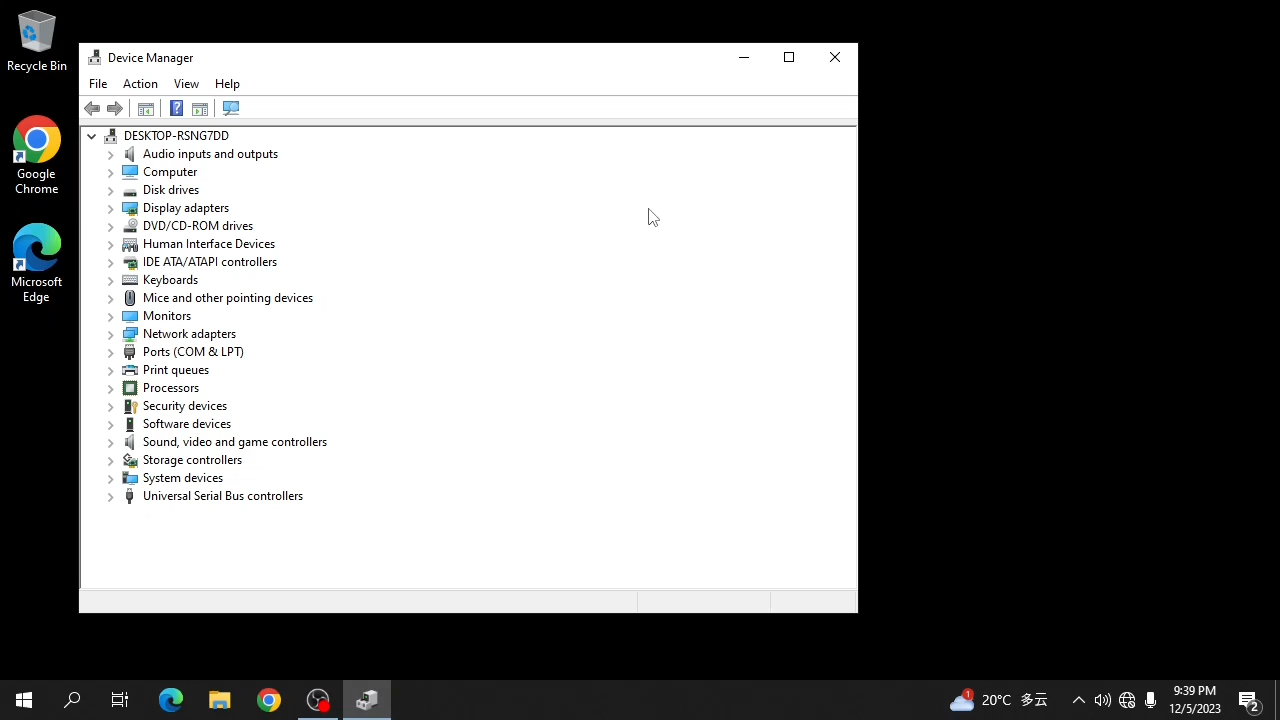 Recycle Bin
Google
Chrome
Microsoft
Edge
Device Manager
File Action View Help
DESKTOP-RSNG7DD
Audio inputs and outputs
Computer
Disk drives
Display adapters
DVD/CD-ROM drives
Human Interface Devices
IDE ATA/ATAPI controllers
Keyboards
Mice and other pointing devices
Monitors
Network adapters
Ports (COM & LPT)
Print queues
Processors
Security devices
Software devices
Sound, video and game controllers
Storage controllers
System devices
Universal Serial Bus controllers
1
20°C 多云
9:39 PM
12/5/2023
2